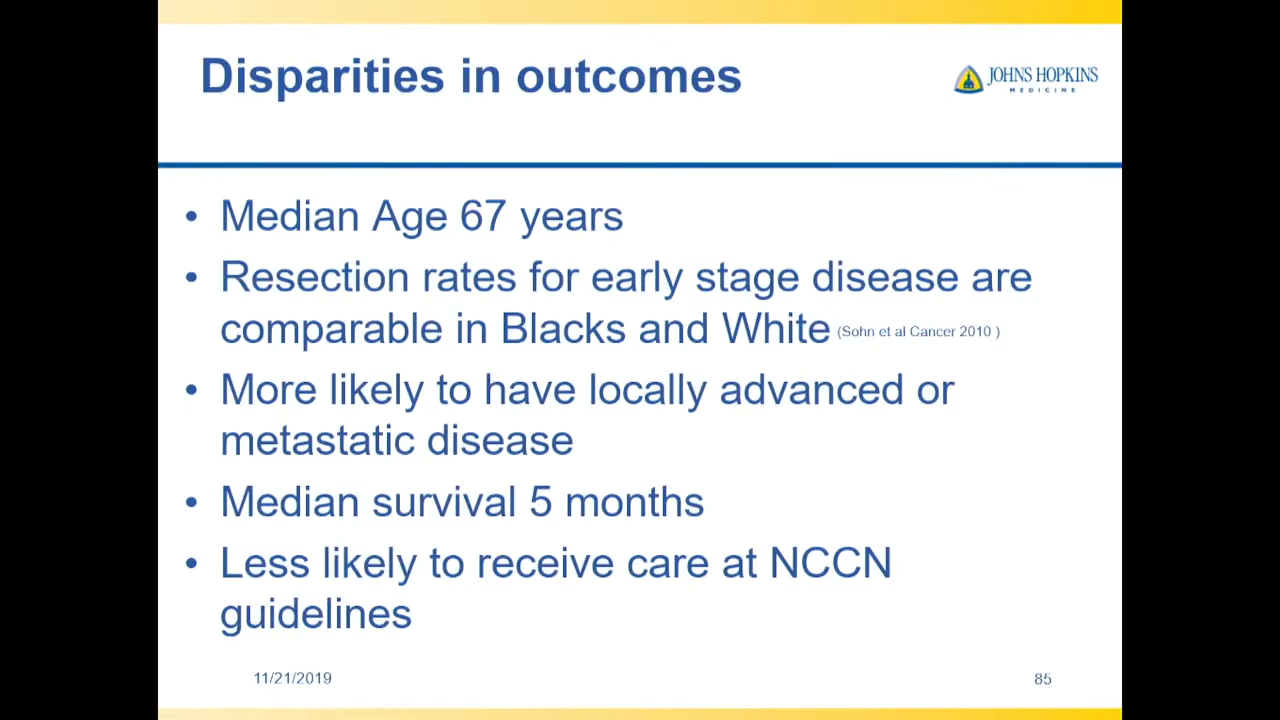 Disparities in outcomes
JOHNS HOPKINS
MEDICINE
• Median Age 67 years
• Resection rates for early stage disease are
comparable in Blacks and White (Sohn et al Cancer 2010 )
• More likely to have locally advanced or
metastatic disease
• Median survival 5 months
• Less likely to receive care at NCCN
guidelines
11/21/2019
85